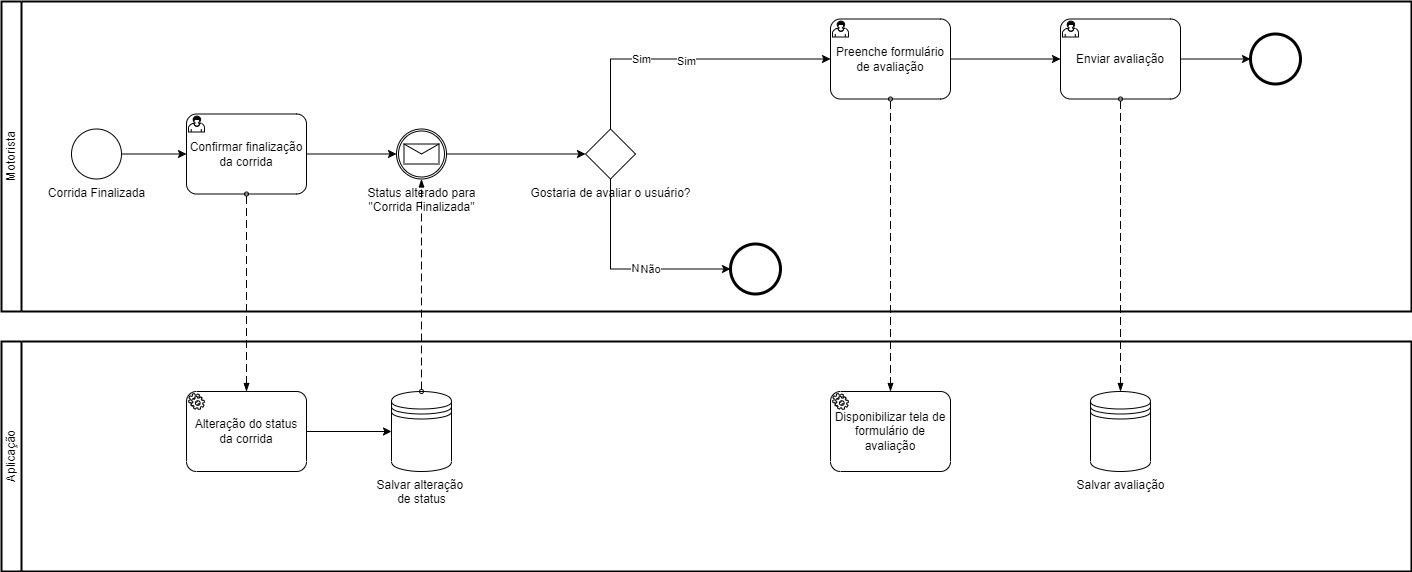 Motorista
Corrida Finalizada
Confirmar finalização
da corrida
Status alterado para
"Corrida Finalizada"
Gostaria de avaliar o usuário?
Sim
Sim
N
Não
Preenche formulário
de avaliação
Enviar avaliação
Aplicação
Alteração do status
da corrida
Salvar alteração
de status
Disponibilizar tela de
formulário de
avaliação
Salvar avaliação